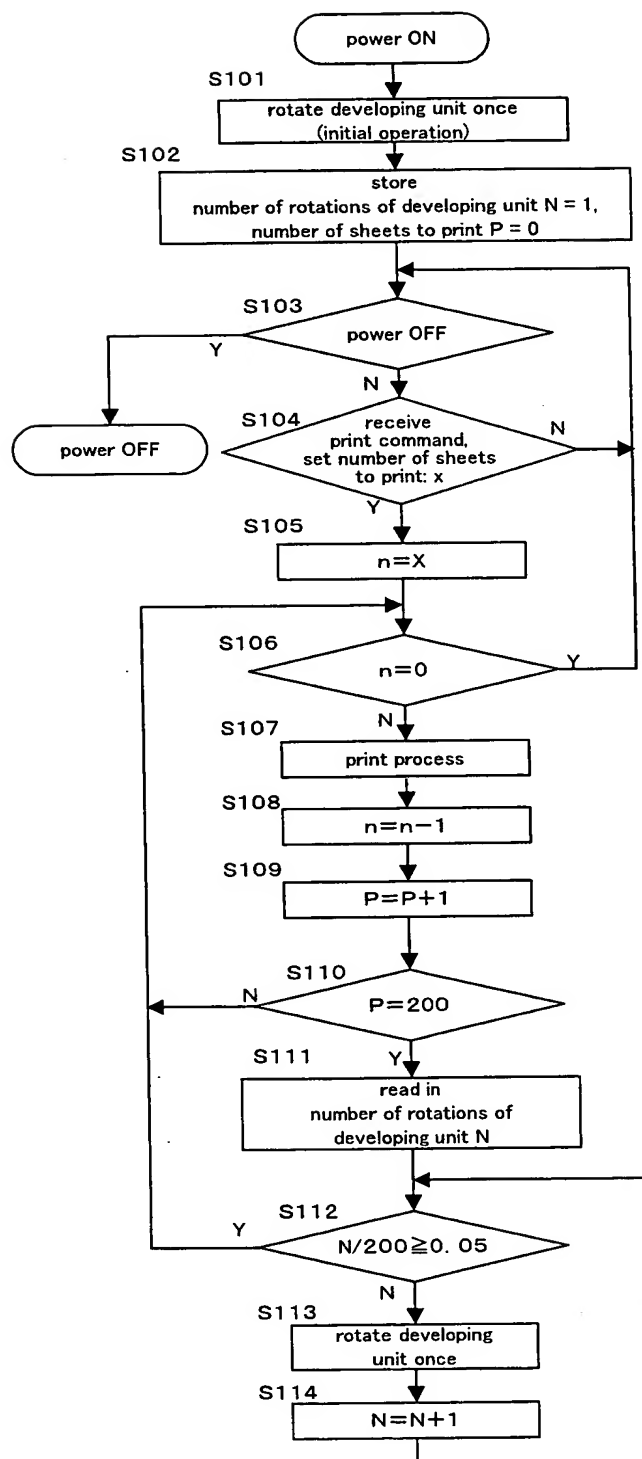 power ON
S101
rotate developing unit once
(initial operation)
S102
store
number of rotations of developing unit N = 1,
number of sheets to print P = 0
S103
power OFF
Y
N
power OFF
S104
receive
print command,
set number of sheets
to print: x
N
Y
S105
n=X
S106
n=0
Y
N
S107
print process
S108
n=n-1
S109
P=P+1
S110
N
P=200
Y
S111
read in
number of rotations of
developing unit N
S112
Y
N/200≧0. 05
N
S113
rotate developing
unit once
S114
N=N+1